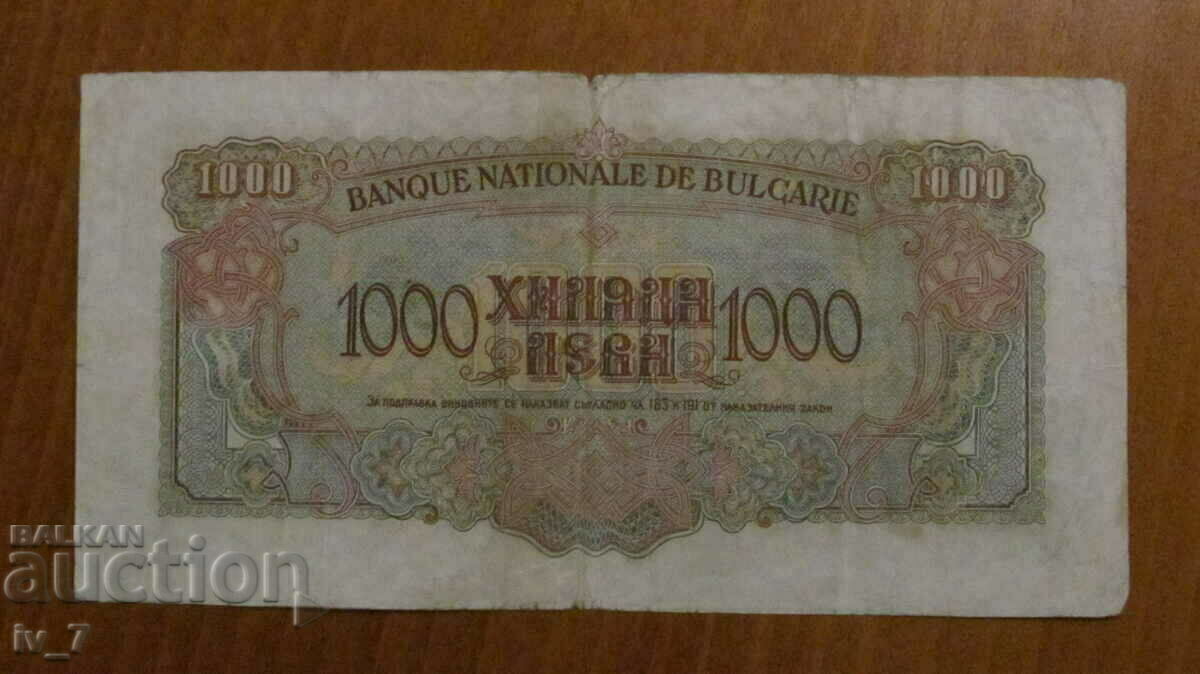 1000
1000
BANQUE NATIONALE DE BULGARIE
1000
ХИЛЯДА
ЛЕВА
1000
ЗА ПОДПРАВКА ВИНОВНИТЕ СЕ НАКАЗВАТ СЪГЛАСНО ЧЛ. 183 И 191 ОТ НАКАЗАТЕЛНИЯ ЗАКОН
BALKAN
auction
iv_7